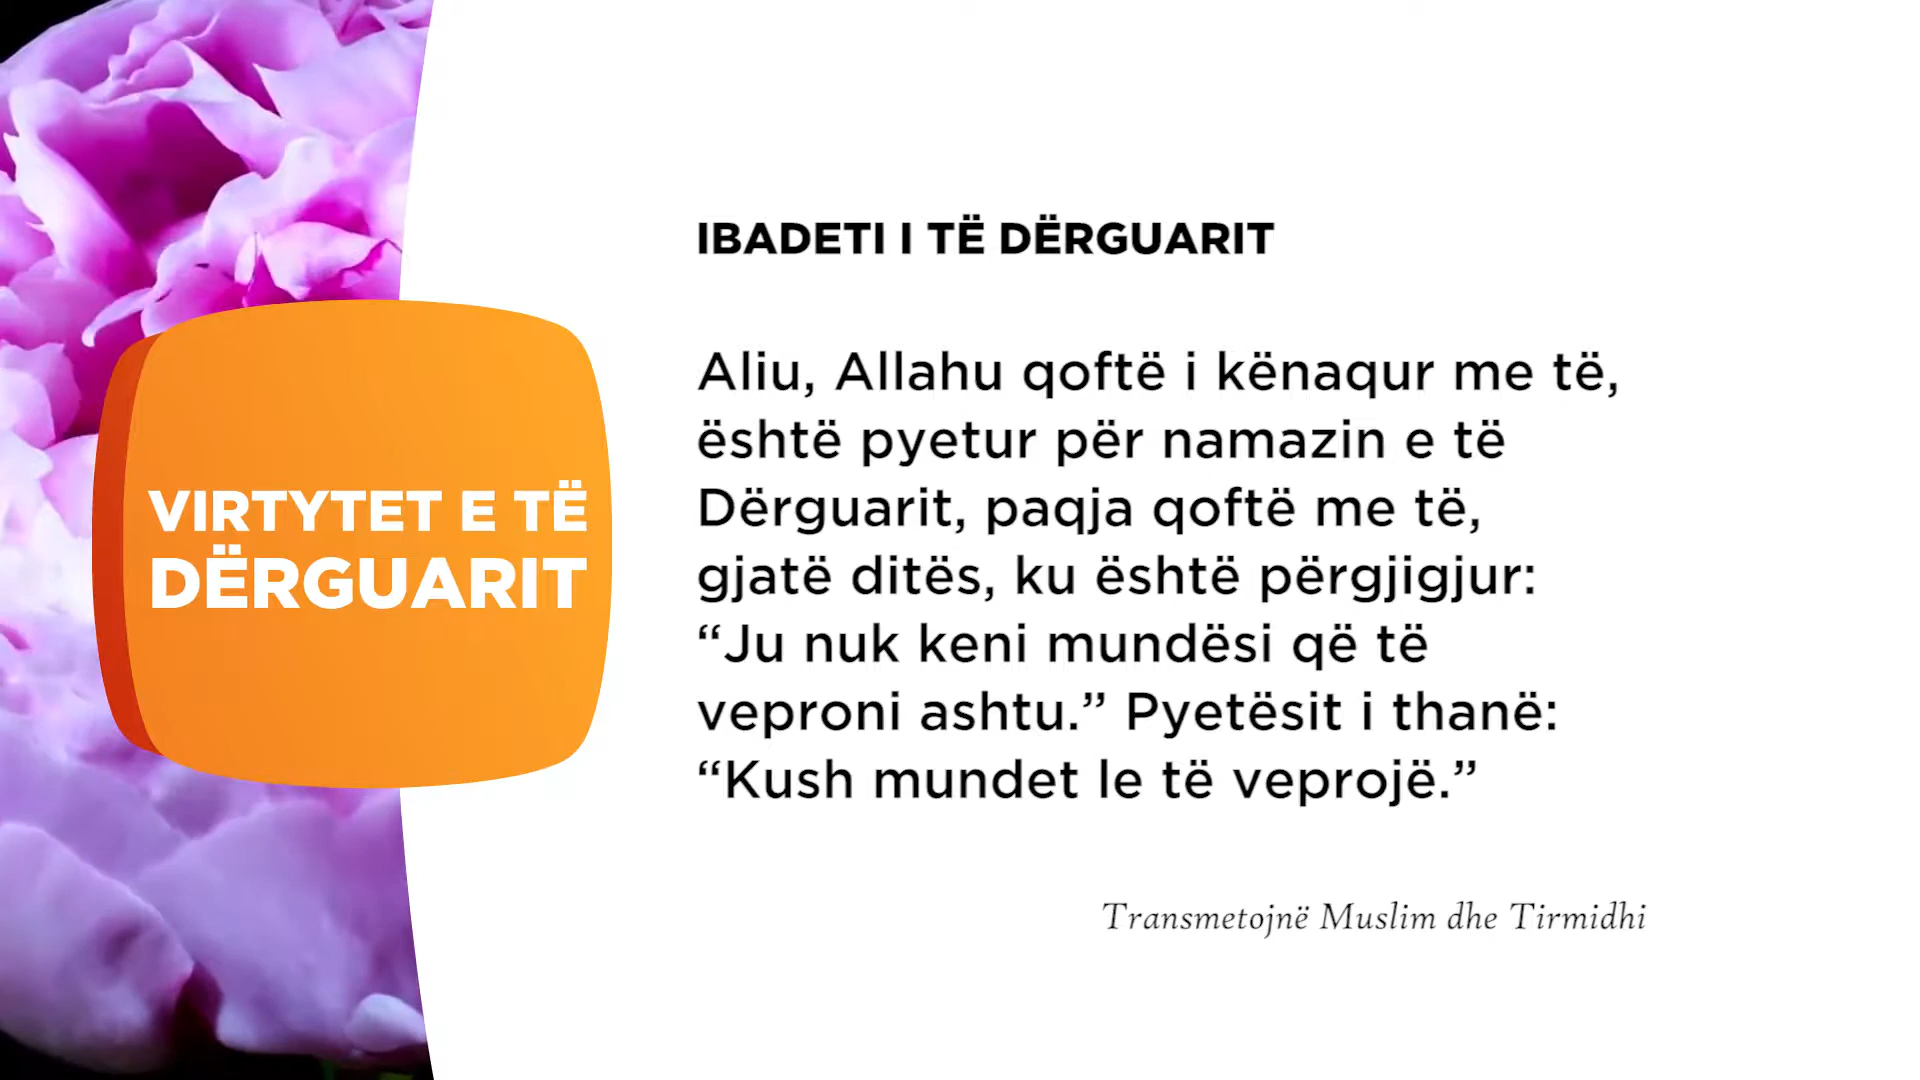 VIRTYTET E TË
DËRGUARIT
IBADETI I TË DËRGUARIT
Aliu, Allahu qoftë i kënaqur me të,
është pyetur për namazin e të
Dërguarit, paqja qoftë me të,
gjatë ditës, ku është përgjigjur:
“Ju nuk keni mundësi që të
veproni ashtu.” Pyetësit i thanë:
“Kush mundet le të veprojë.”
Transmetojnë Muslim dhe Tirmidhi